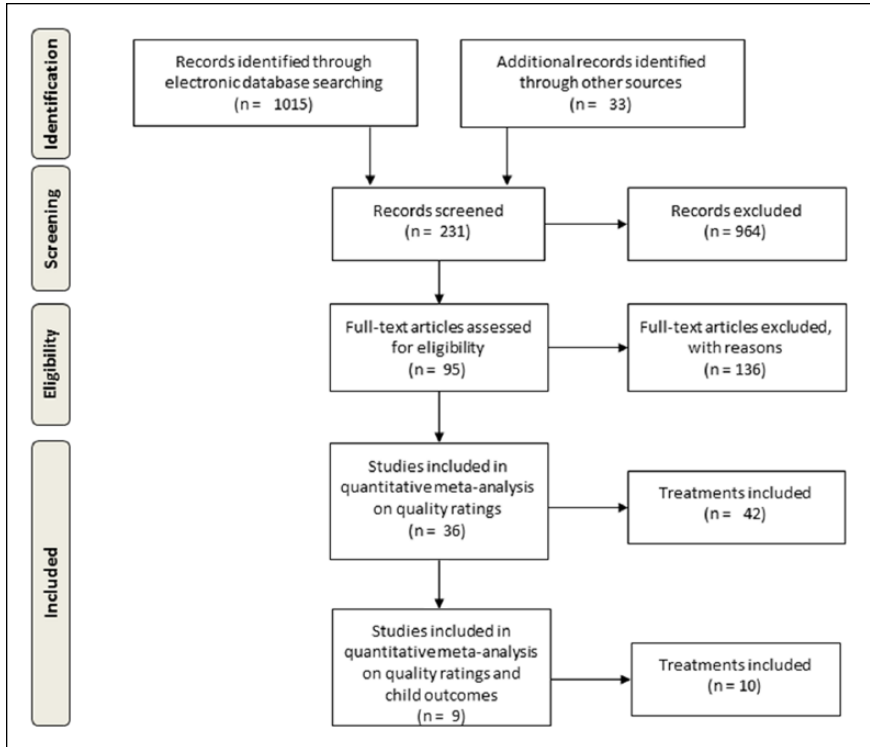 Identification
Records identified through
electronic database searching
(n = 1015)
Additional records identified
through other sources
(n = 33)
Screening
Records screened
(n = 231)
Records excluded
(n = 964)
Eligibility
Full-text articles assessed
for eligibility
(n = 95)
Full-text articles excluded,
with reasons
(n = 136)
Included
Studies included in
quantitative meta-analysis
on quality ratings
(n = 36)
Treatments included
(n = 42)
Studies included in
quantitative meta-analysis
on quality ratings and
child outcomes
(n = 9)
Treatments included
(n = 10)